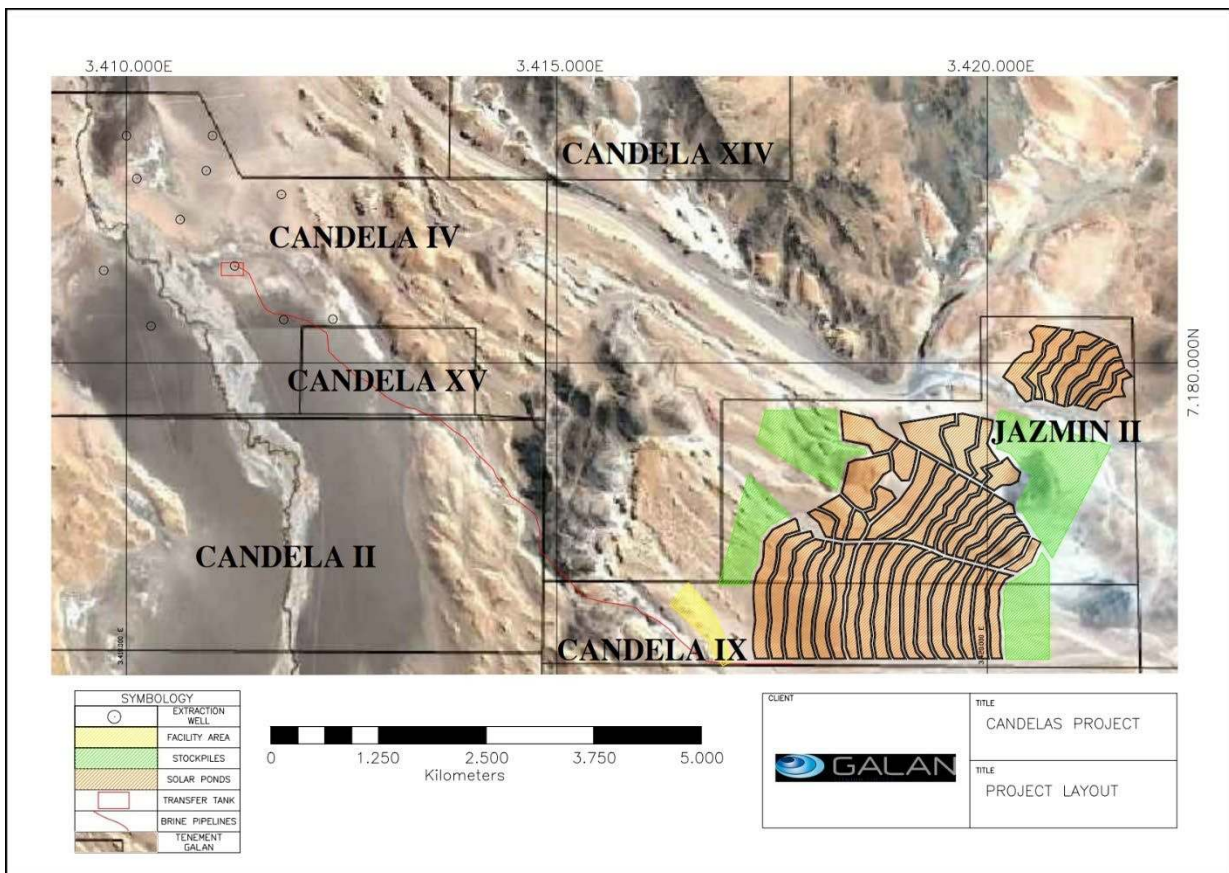 3.410.000E
3.415.000E
3.420.000E
CANDELA XIV
CANDELA IV
7.180.000N
CANDELA XV
JAZMIN II
CANDELA II
CANDELA IX
SYMBOLOGY
EXTRACTION
WELL
FACILITY AREA
STOCKPILES
SOLAR PONDS
TRANSFER TANK
BRINE PIPELINES
TENEMENT
GALAN
0
1.250
2.500
3.750
5.000
Kilometers
CLIENT
GALAN
TITLE
CANDELAS PROJECT
TITLE
PROJECT LAYOUT